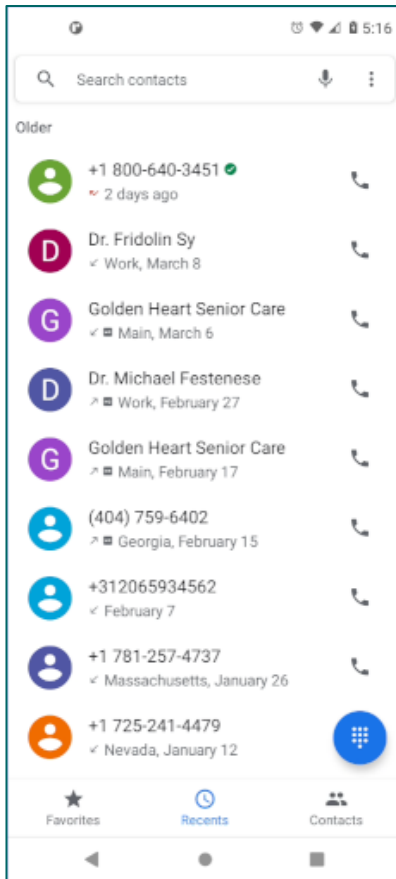 5:16
Search contacts
Older
+1 800-640-3451
2 days ago
D
Dr. Fridolin Sy
Work, March 8
G
Golden Heart Senior Care
Main, March 6
D
Dr. Michael Festenese
Work, February 27
G
Golden Heart Senior Care
Main, February 17
(404) 759-6402
Georgia, February 15
+312065934562
February 7
+1 781-257-4737
Massachusetts, January 26
+1 725-241-4479
Nevada, January 12
Favorites Recents Contacts